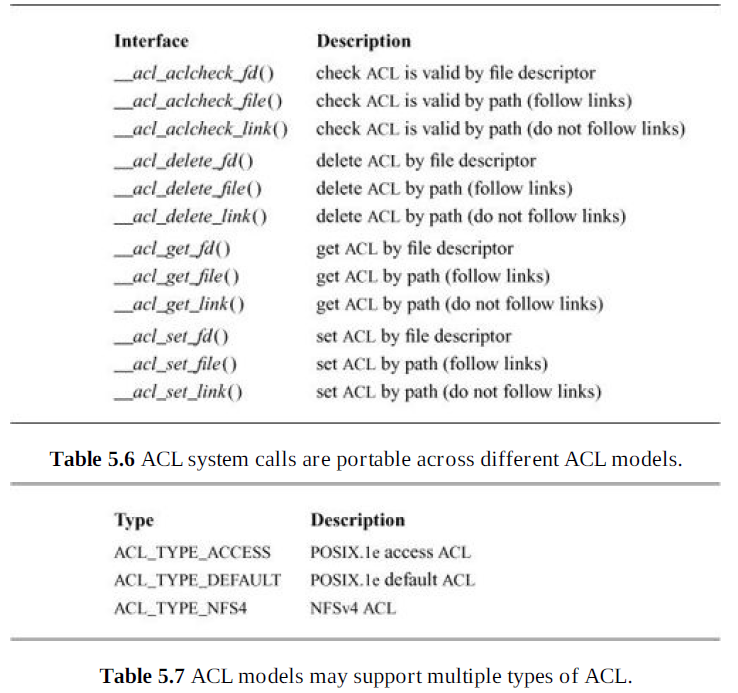 Interface Description
__acl_aclcheck_fd() check ACL is valid by file descriptor
__acl_aclcheck_file() check ACL is valid by path (follow links)
__acl_aclcheck_link() check ACL is valid by path (do not follow links)
__acl_delete_fd() delete ACL by file descriptor
__acl_delete_file() delete ACL by path (follow links)
__acl_delete_link() delete ACL by path (do not follow links)
__acl_get_fd() get ACL by file descriptor
__acl_get_file() get ACL by path (follow links)
__acl_get_link() get ACL by path (do not follow links)
__acl_set_fd() set ACL by file descriptor
__acl_set_file() set ACL by path (follow links)
__acl_set_link() set ACL by path (do not follow links)
Table 5.6 ACL system calls are portable across different ACL models.
Type Description
ACL_TYPE_ACCESS POSIX.1e access ACL
ACL_TYPE_DEFAULT POSIX.1e default ACL
ACL_TYPE_NFS4 NFSv4 ACL
Table 5.7 ACL models may support multiple types of ACL.